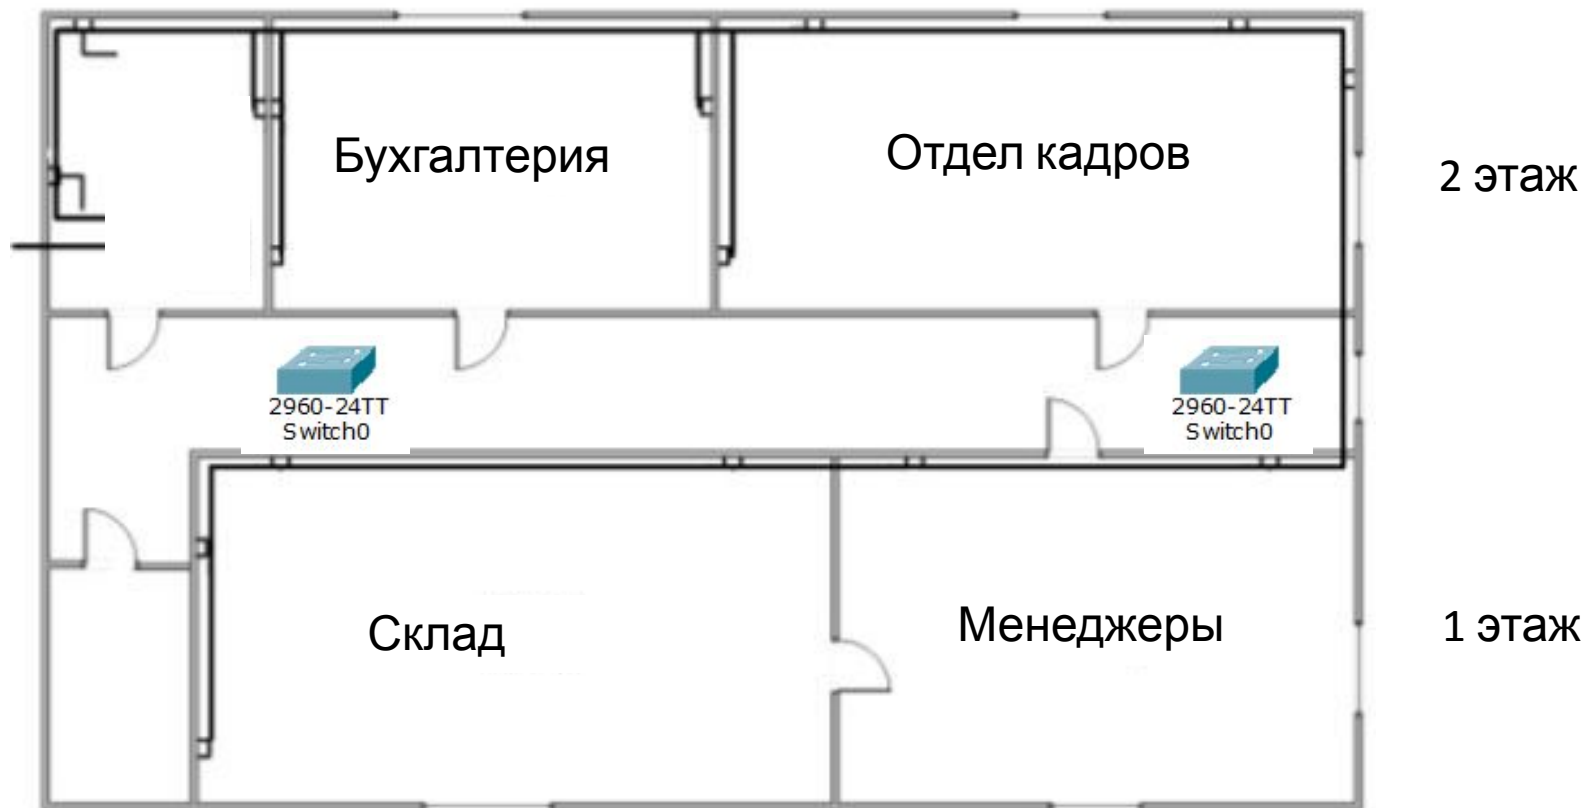 Бухгалтерия
Отдел кадров
2 этаж
2960-24TT
Switch0
2960-24TT
Switch0
Склад
Менеджеры
1 этаж